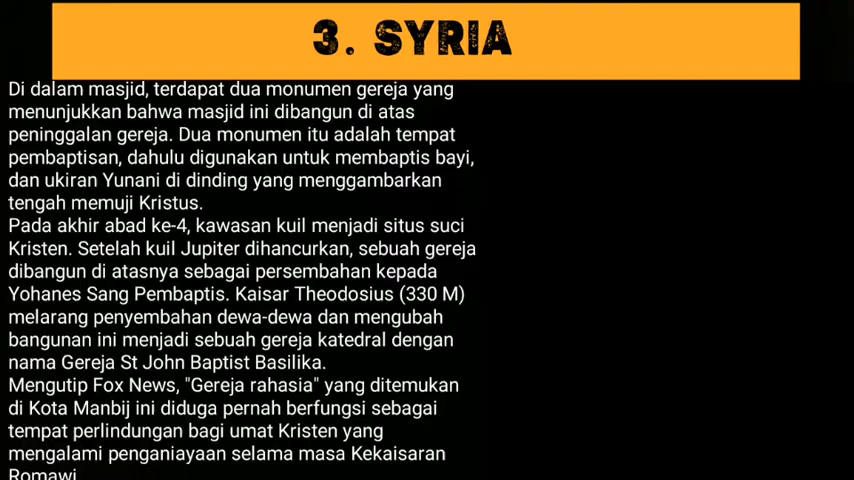 3. SYRIA
Di dalam masjid, terdapat dua monumen gereja yang
menunjukkan bahwa masjid ini dibangun di atas
peninggalan gereja. Dua monumen itu adalah tempat
pembaptisan, dahulu digunakan untuk membaptis bayi,
dan ukiran Yunani di dinding yang menggambarkan
tengah memuji Kristus.
Pada akhir abad ke-4, kawasan kuil menjadi situs suci
Kristen. Setelah kuil Jupiter dihancurkan, sebuah gereja
dibangun di atasnya sebagai persembahan kepada
Yohanes Sang Pembaptis. Kaisar Theodosius (330 M)
melarang penyembahan dewa-dewa dan mengubah
bangunan ini menjadi sebuah gereja katedral dengan
nama Gereja St John Baptist Basilika.
Mengutip Fox News, "Gereja rahasia" yang ditemukan
di Kota Manbij ini diduga pernah berfungsi sebagai
tempat perlindungan bagi umat Kristen yang
mengalami penganiayaan selama masa Kekaisaran
Romawi